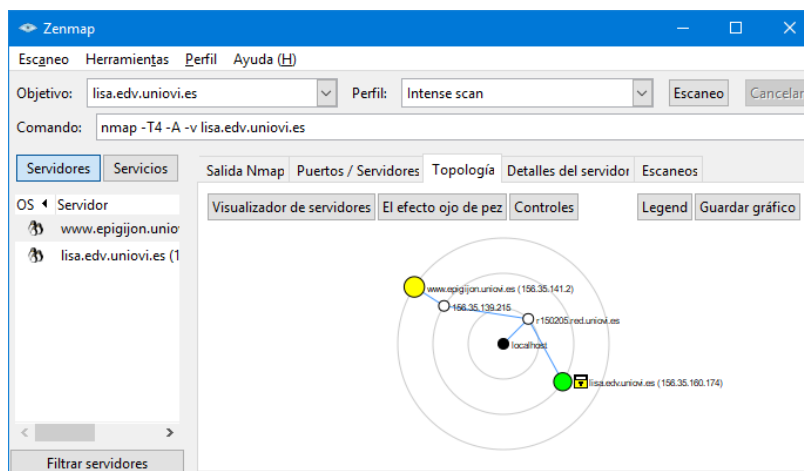 Zenmap
Escaneo Herramientas Perfil Ayuda (H)
Objetivo: lisa.edv.uniovi.es Perfil: Intense scan Escaneo Cancelar
Comando: nmap -T4 -A -v lisa.edv.uniovi.es
Servidores Servicios Salida Nmap Puertos / Servidores Topología Detalles del servidor Escaneos
OS Servidor Visualizador de servidores El efecto ojo de pez Controles Legend Guardar gráfico
www.epigijon.unio
lisa.edv.uniovi.es (1
www.epigijon.uniovi.es (156.35.141.2)
156.35.139.215
r150205.red.uniovi.es
localhost
lisa.edv.uniovi.es (156.35.160.174)
Filtrar servidores